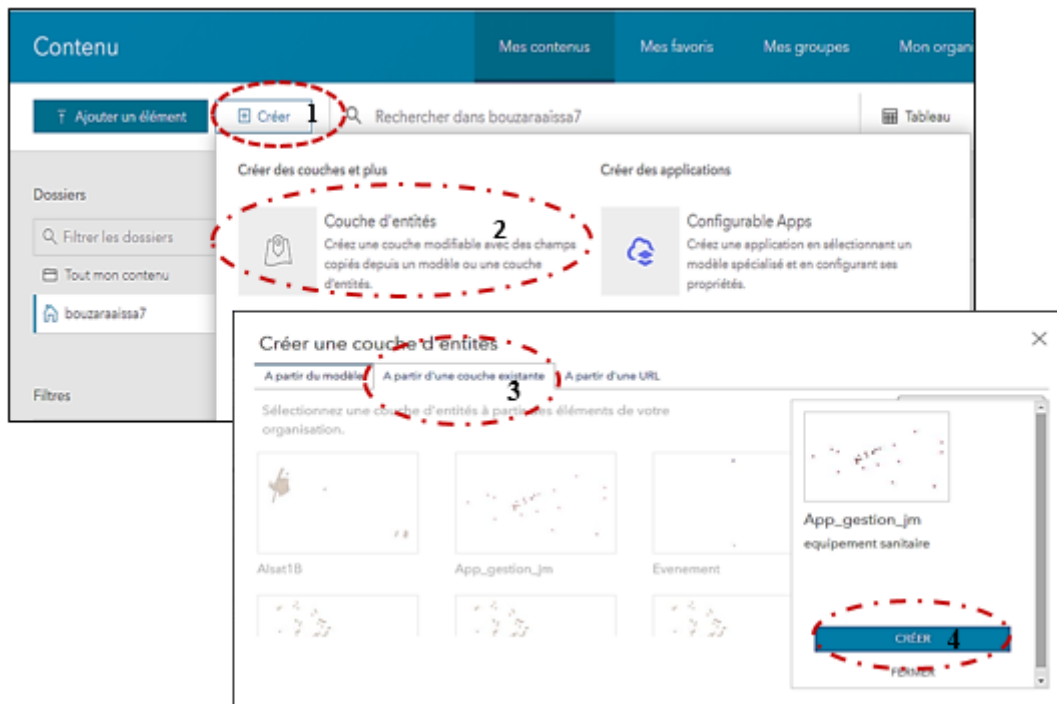 Contenu
Mes contenus
Mes favoris
Mes groupes
Mon organi
Ajouter un élément
Créer
1
Rechercher dans bouzaraaissa7
Tableau
Créer des couches et plus
Créer des applications
Dossiers
Filtrer les dossiers
Tout mon contenu
bouzaraaissa7
Filtres
Couche d'entités
2
Créez une couche modifiable avec des champs
copiés depuis un modèle ou une couche
d'entités.
Configurable Apps
Créez une application en sélectionnant un
modèle spécialisé et en configurant ses
propriétés.
Créer une couche d'entités
A partir du modèle
A partir d'une couche existante
A partir d'une URL
3
Sélectionnez une couche d'entités à partir des éléments de votre
organisation.
Alsat1B
App_gestion_jm
Evenement
App_gestion_jm
equipement sanitaire
CRÉER
4
FERMER